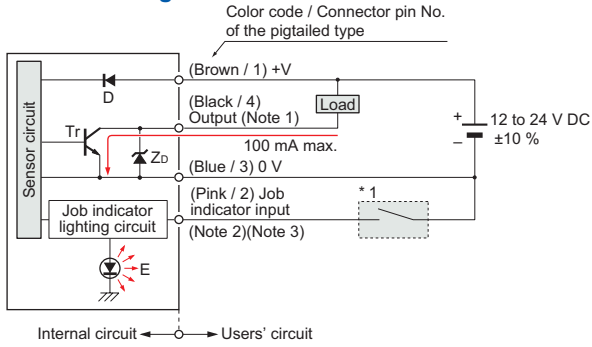 Color code / Connector pin No.
of the pigtailed type
(Brown / 1) +V
D
(Black / 4)
Output (Note 1)
Load
Tr
100 mA max.
ZD
+
12 to 24 V DC
–
±10 %
Sensor circuit
(Blue / 3) 0 V
(Pink / 2) Job
indicator input
* 1
Job indicator
lighting circuit
(Note 2)(Note 3)
E
Internal circuit
Users' circuit